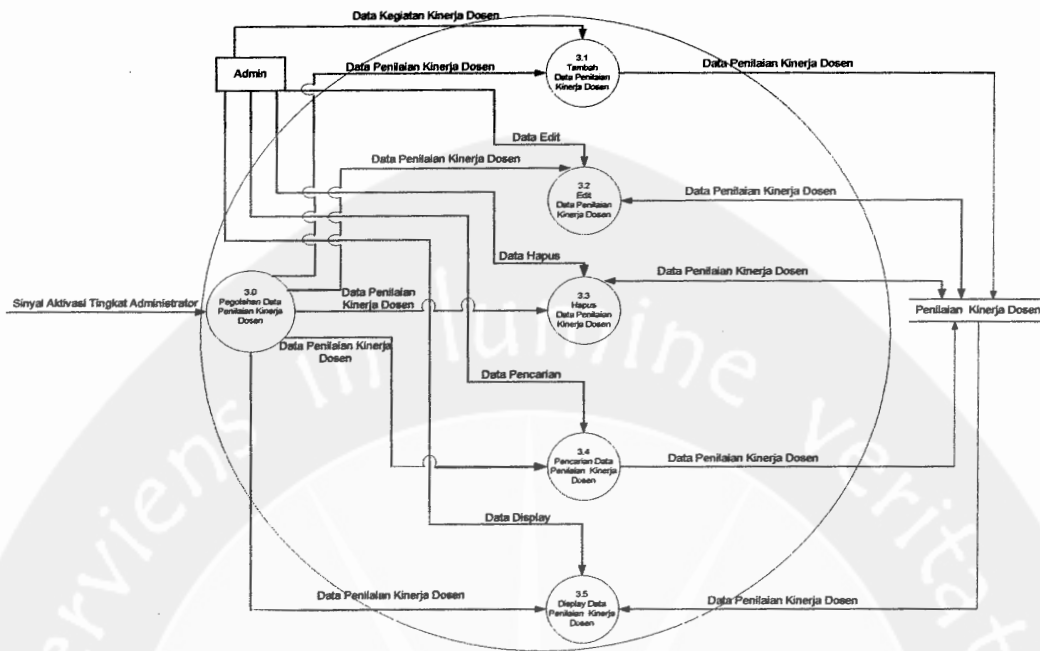 Data Kegiatan Kinerja Dosen
Admin
Data Penilaian Kinerja Dosen
3.1
Tambah
Data Penilaian
Kinerja Dosen
Data Penilaian Kinerja Dosen
Data Edit
Data Penilaian Kinerja Dosen
3.2
Edit
Data Penilaian
Kinerja Dosen
Data Penilaian Kinerja Dosen
Data Hapus
Sinyal Aktivasi Tingkat Administrator
3.0
Pegolahan Data
Penilaian Kinerja
Dosen
Data Penilaian
Kinerja Dosen
3.3
Hapus
Data Penilaian
Kinerja Dosen
Data Penilaian Kinerja Dosen
Penilaian Kinerja Dosen
Data Penilaian Kinerja
Dosen
Data Pencarian
3.4
Pencarian Data
Penilaian Kinerja
Dosen
Data Penilaian Kinerja Dosen
Data Display
Data Penilaian Kinerja Dosen
3.5
Display Data
Penilaian Kinerja
Dosen
Data Penilaian Kinerja Dosen
serviens in lumine veritatis